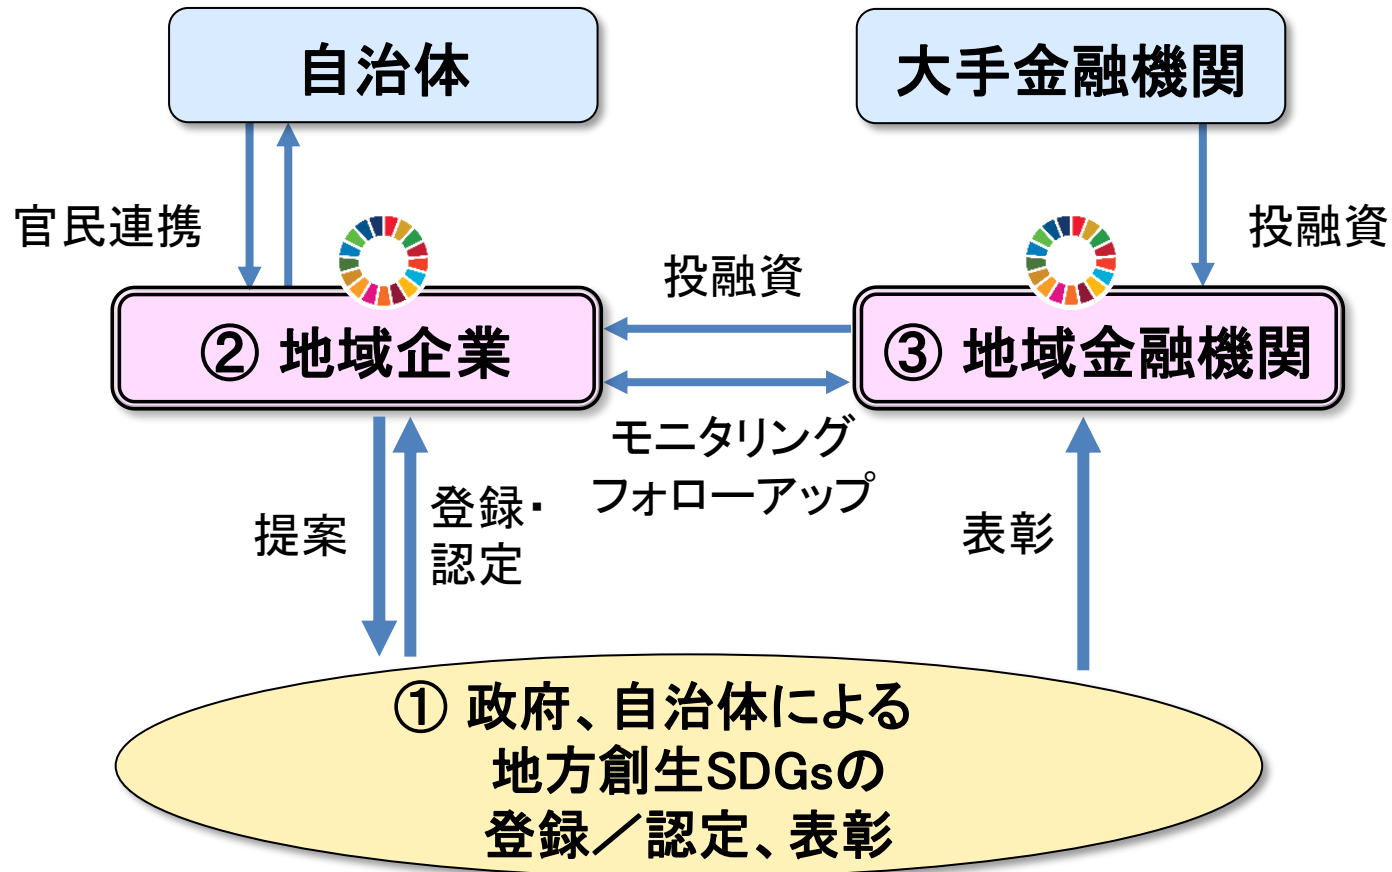 自治体
大手金融機関
官民連携
投融資
投融資
② 地域企業
③ 地域金融機関
モニタリング
フォローアップ
提案
登録・
認定
表彰
① 政府、自治体による
地方創生SDGsの
登録／認定、表彰